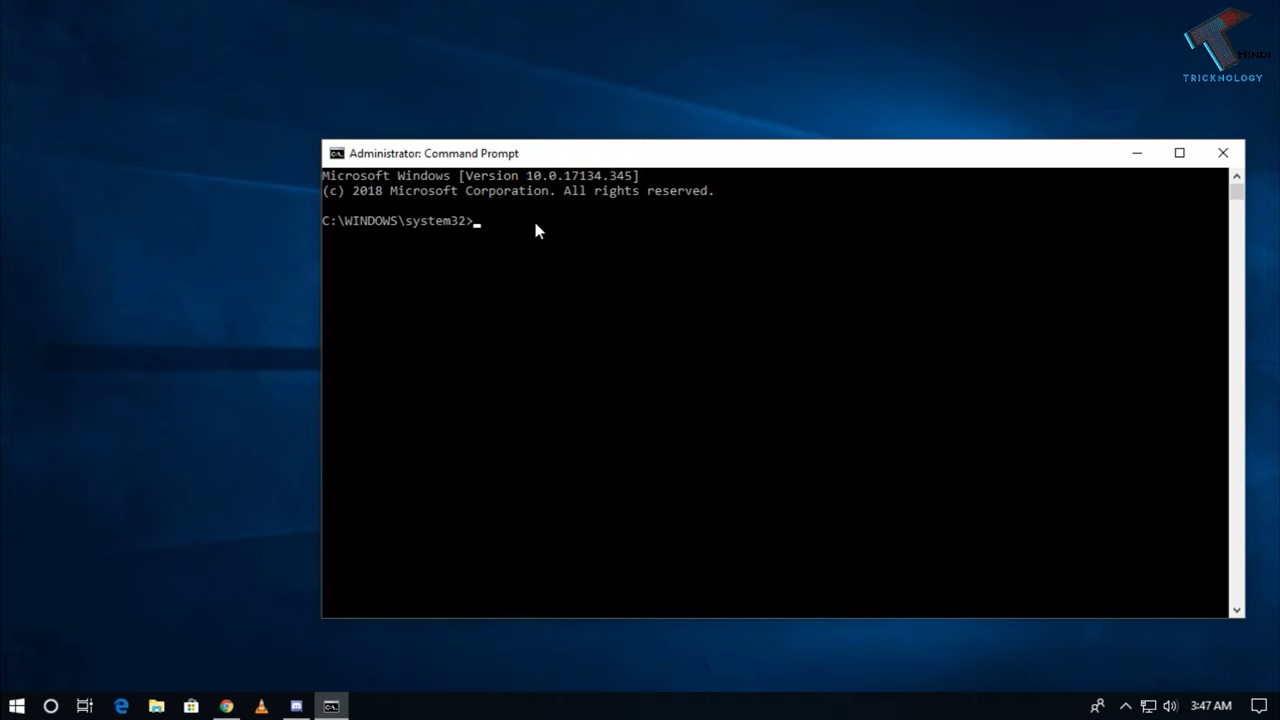 HINDI
TRICKNOLOGY
Administrator: Command Prompt
Microsoft Windows [Version 10.0.17134.345]
(c) 2018 Microsoft Corporation. All rights reserved.
C:\WINDOWS\system32>_
3:47 AM